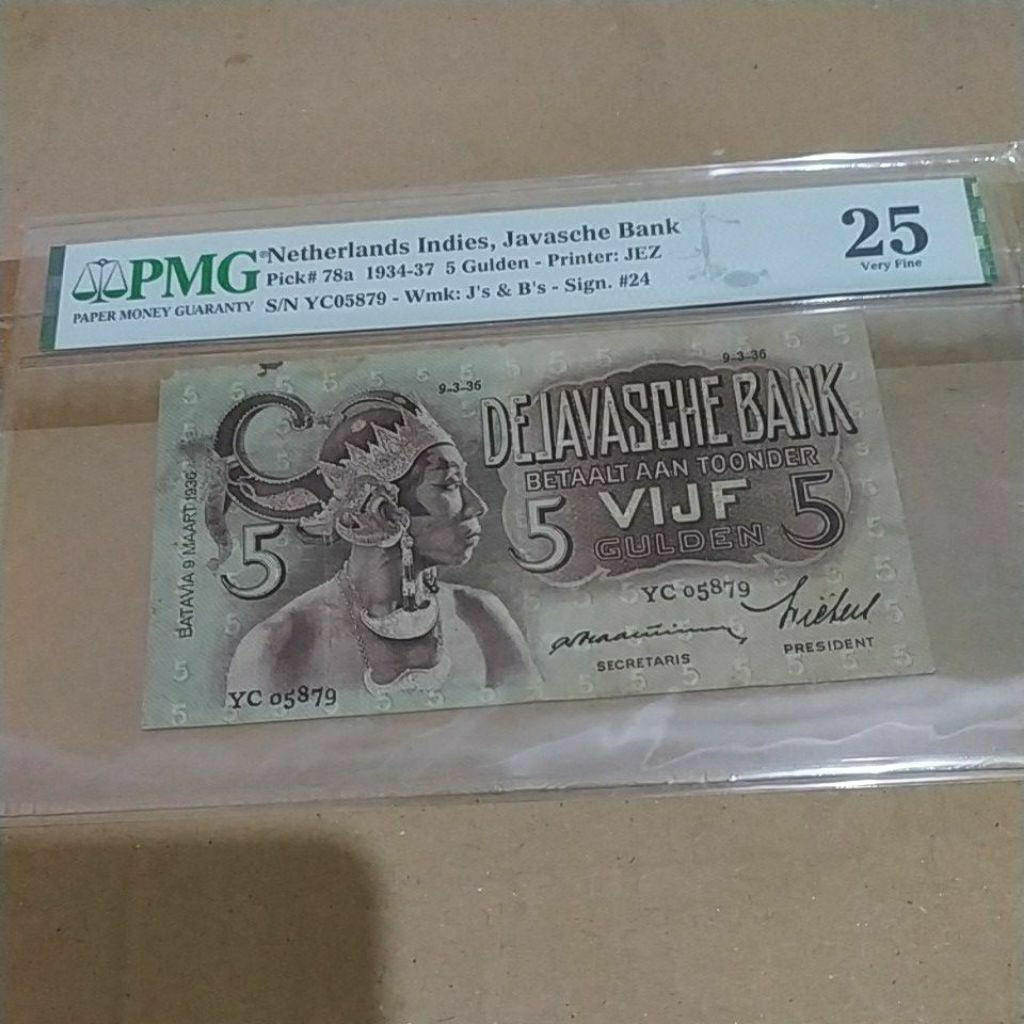 PMG®
PAPER MONEY GUARANTY
Netherlands Indies, Javasche Bank
Pick# 78a 1934-37 5 Gulden - Printer: JEZ
S/N YC05879 - Wmk: J's & B's - Sign. #24
25
Very Fine
9-3-36
9-3-36
DE JAVASCHE BANK
BETAALT AAN TOONDER
5 VIJF 5
GULDEN
BATAVIA 9 MAART 1936
5
YC 05879
SECRETARIS
PRESIDENT
YC 05879